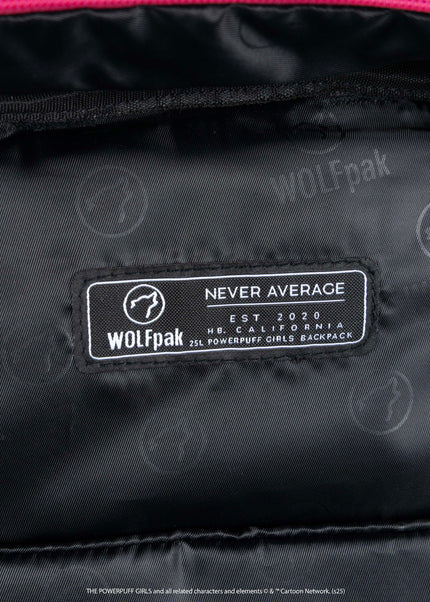 WOLFpak
NEVER AVERAGE
EST 2020
HB. CALIFORNIA
WOLFpak
25L POWERPUFF GIRLS BACKPACK
THE POWERPUFF GIRLS and all related characters and elements © & ™ Cartoon Network. (s25)